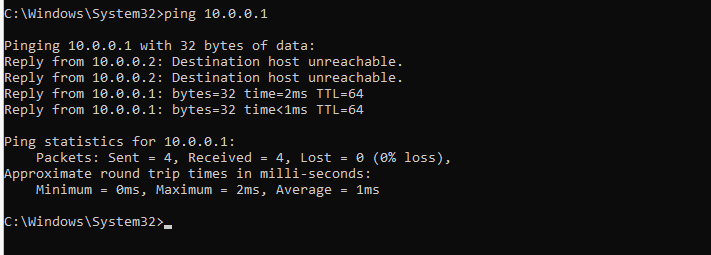 C:\Windows\System32>ping 10.0.0.1
Pinging 10.0.0.1 with 32 bytes of data:
Reply from 10.0.0.2: Destination host unreachable.
Reply from 10.0.0.2: Destination host unreachable.
Reply from 10.0.0.1: bytes=32 time=2ms TTL=64
Reply from 10.0.0.1: bytes=32 time<1ms TTL=64
Ping statistics for 10.0.0.1:
    Packets: Sent = 4, Received = 4, Lost = 0 (0% loss),
Approximate round trip times in milli-seconds:
    Minimum = 0ms, Maximum = 2ms, Average = 1ms
C:\Windows\System32>